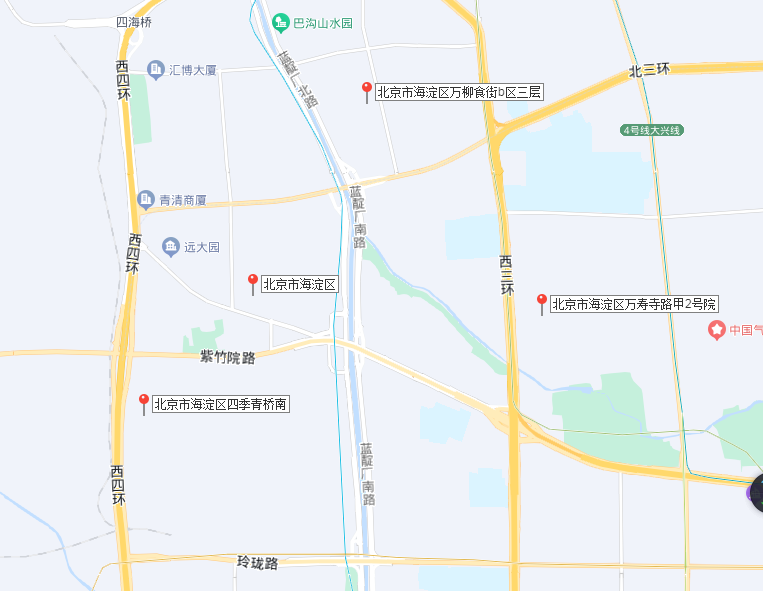 四海桥
巴沟山水园
西四环
汇博大厦
蓝靛厂北路
北三环
北京市海淀区万柳食街b区三层
4号线大兴线
青清商厦
蓝靛厂南路
西四环
远大园
西三环
北京市海淀区
北京市海淀区万寿寺路甲2号院
中国气
紫竹院路
北京市海淀区四季青桥南
蓝靛厂南路
西四环
玲珑路